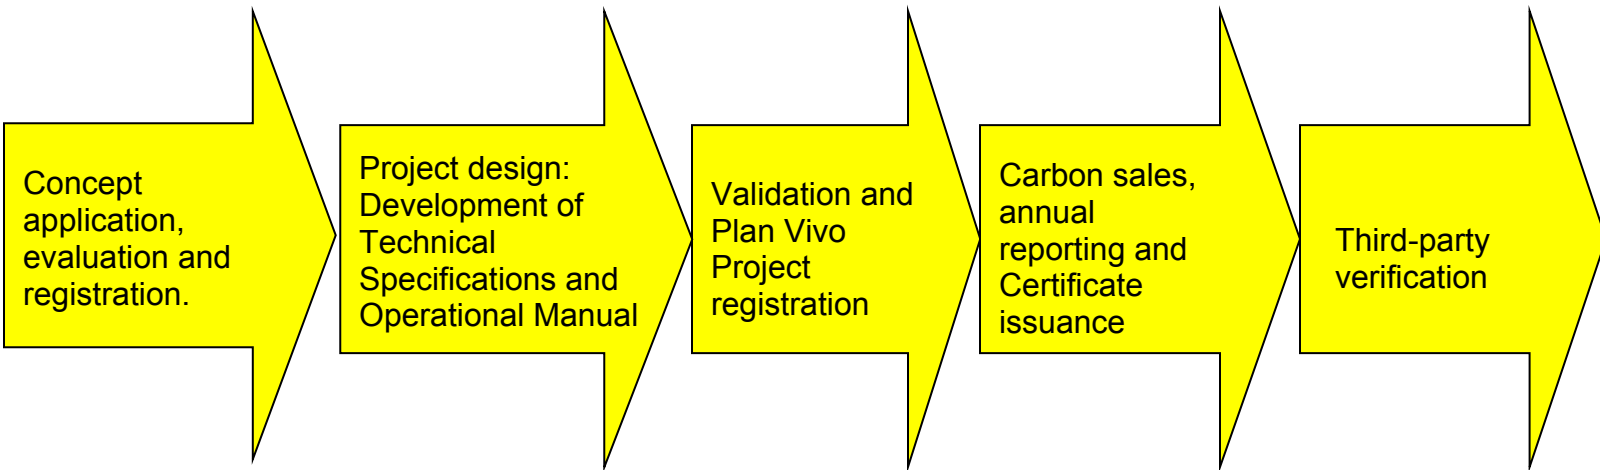 Concept
application,
evaluation and
registration.
Project design:
Development of
Technical
Specifications and
Operational Manual
Validation and
Plan Vivo
Project
registration
Carbon sales,
annual
reporting and
Certificate
issuance
Third-party
verification